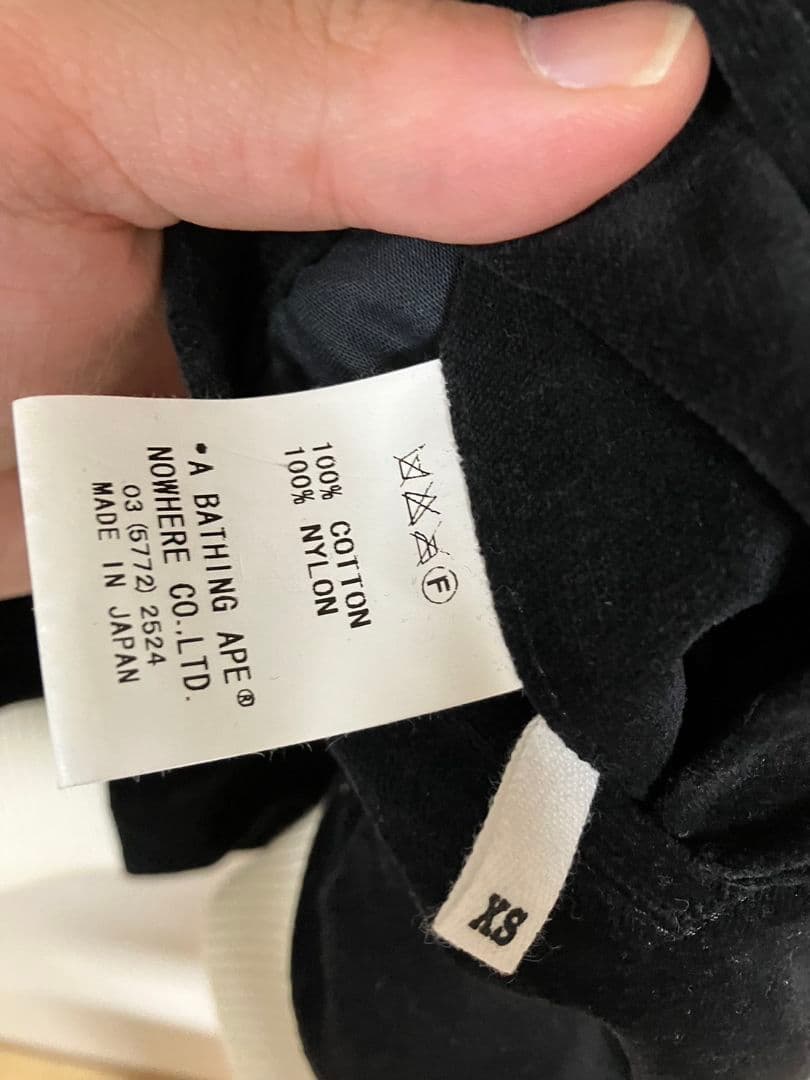 Ⓕ
100% COTTON
100% NYLON
*A BATHING APE®
NOWHERE CO.,LTD.
03 (5772) 2524
MADE IN JAPAN
XS